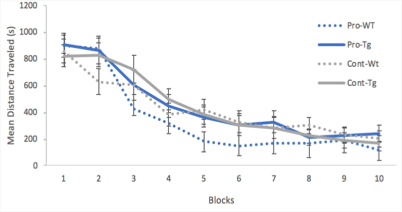 1200
1000
800
600
400
200
0
Mean Distance Traveled (s)
1 2 3 4 5 6 7 8 9 10
Blocks
Pro-WT
Pro-Tg
Cont-Wt
Cont-Tg